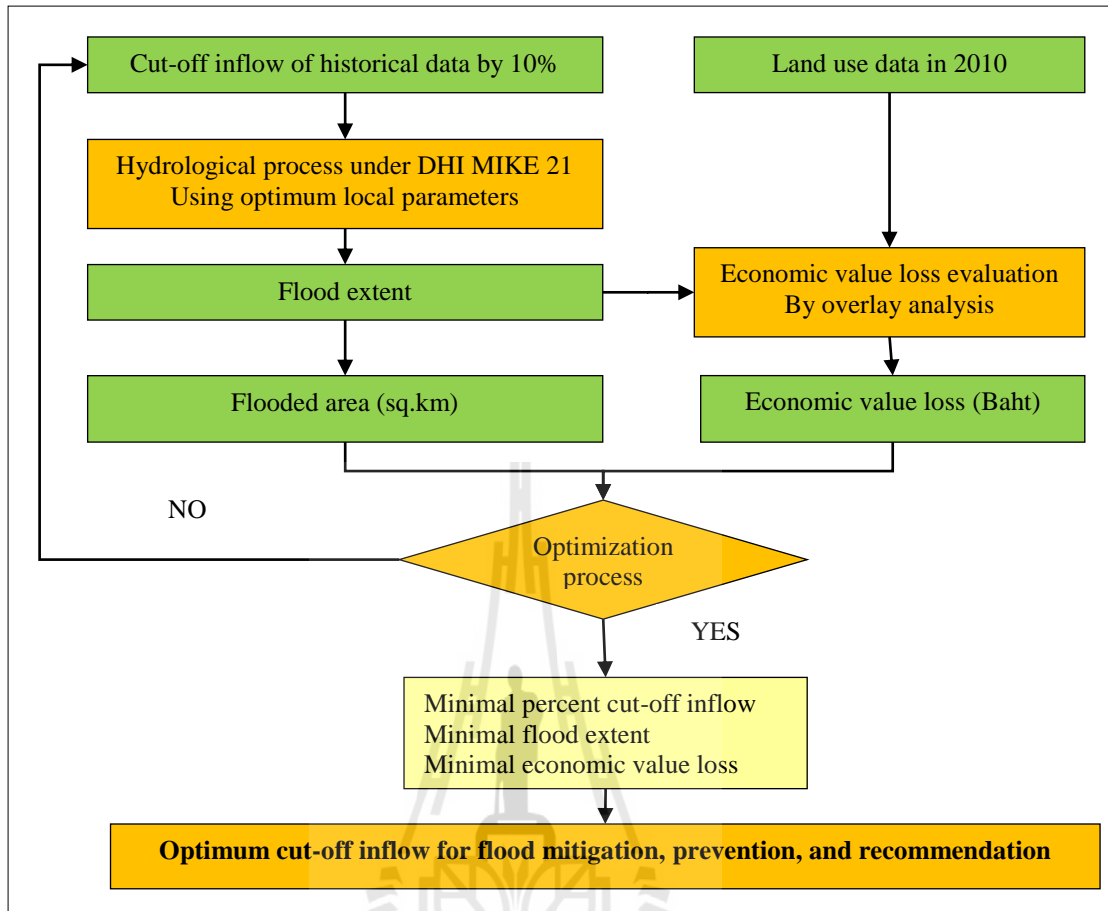 Cut-off inflow of historical data by 10%
Land use data in 2010
Hydrological process under DHI MIKE 21
Using optimum local parameters
Flood extent
Economic value loss evaluation
By overlay analysis
Flooded area (sq.km)
Economic value loss (Baht)
NO
Optimization
process
YES
Minimal percent cut-off inflow
Minimal flood extent
Minimal economic value loss
Optimum cut-off inflow for flood mitigation, prevention, and recommendation